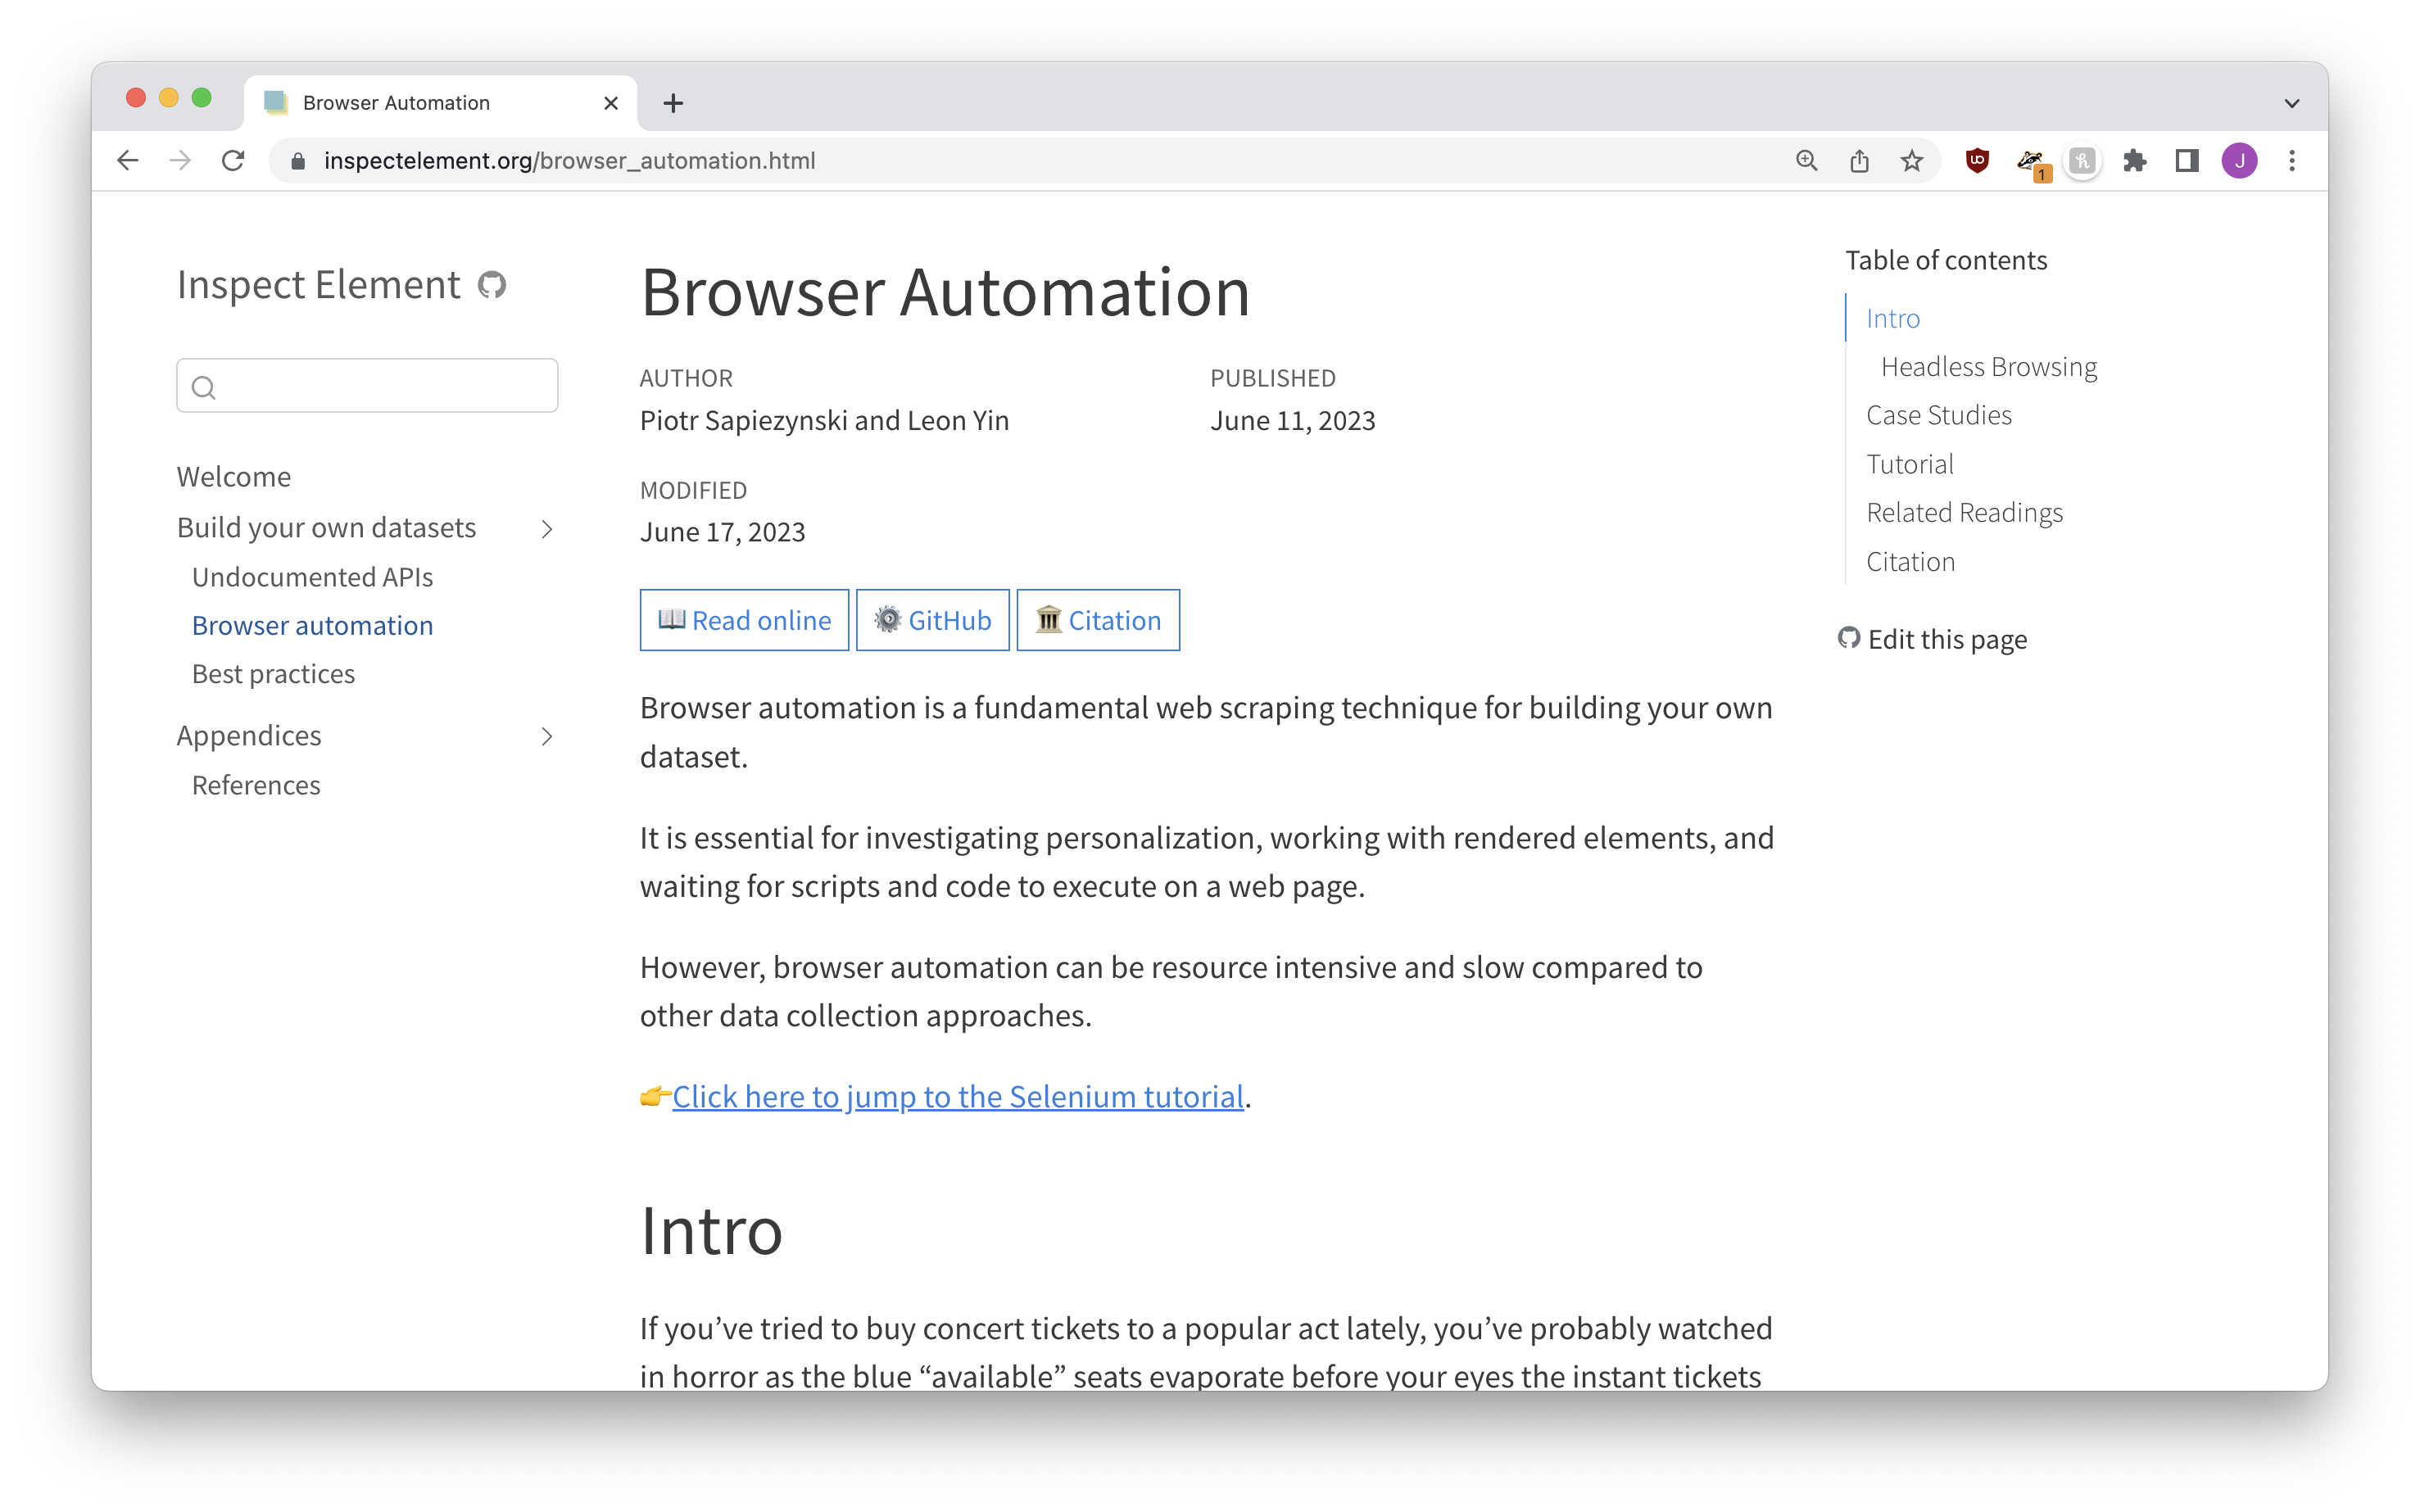 Browser Automation
inspectelement.org/browser_automation.html
1
J
Inspect Element
Welcome
Build your own datasets
Undocumented APIs
Browser automation
Best practices
Appendices
References
Browser Automation
AUTHOR
Piotr Sapiezynski and Leon Yin
PUBLISHED
June 11, 2023
MODIFIED
June 17, 2023
Read online
GitHub
Citation
Browser automation is a fundamental web scraping technique for building your own
dataset.
It is essential for investigating personalization, working with rendered elements, and
waiting for scripts and code to execute on a web page.
However, browser automation can be resource intensive and slow compared to
other data collection approaches.
👉Click here to jump to the Selenium tutorial.
Intro
If you’ve tried to buy concert tickets to a popular act lately, you’ve probably watched
in horror as the blue “available” seats evaporate before your eyes the instant tickets
Table of contents
Intro
Headless Browsing
Case Studies
Tutorial
Related Readings
Citation
Edit this page